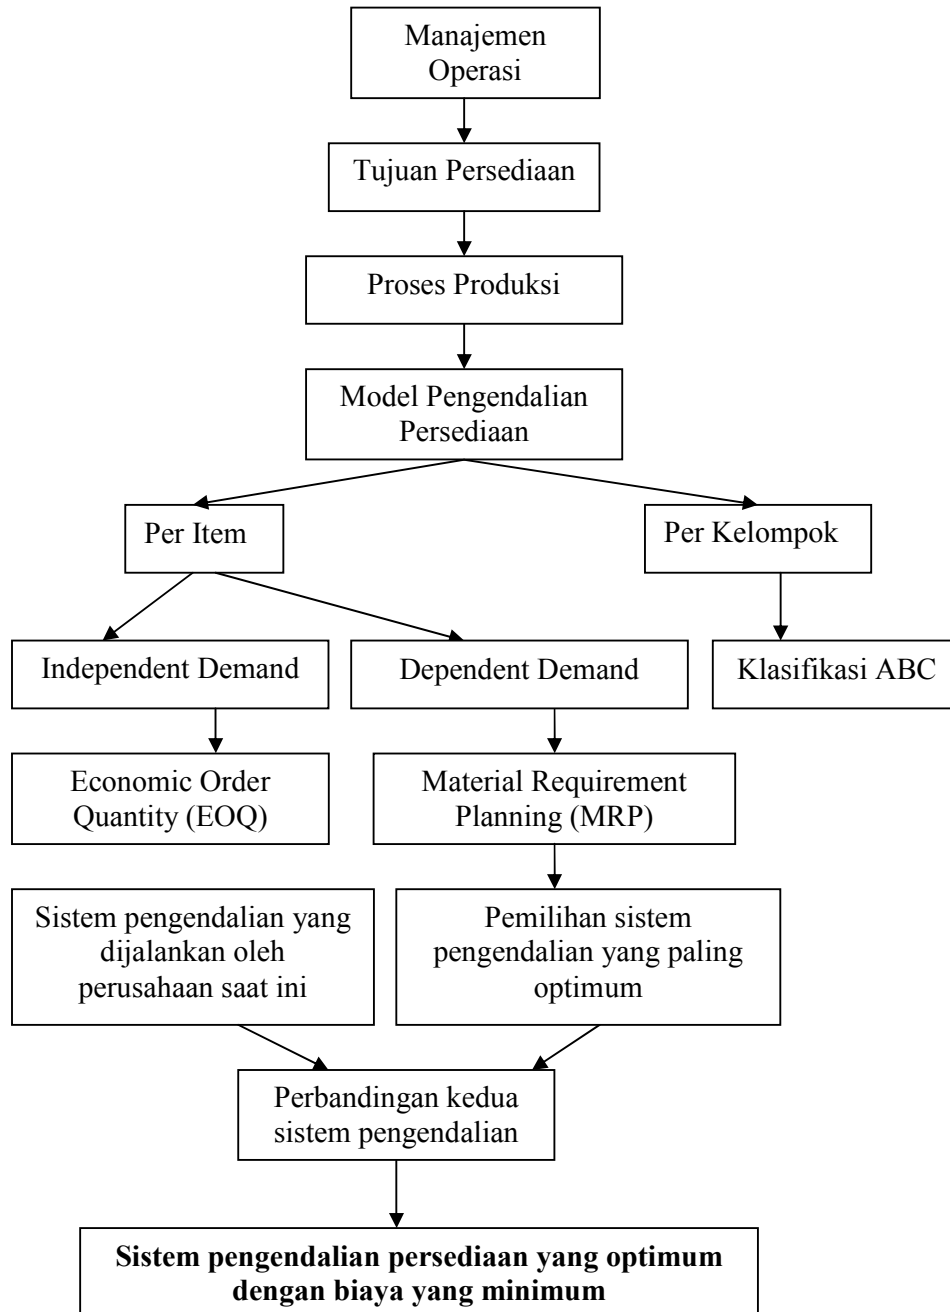 Manajemen
Operasi
Tujuan Persediaan
Proses Produksi
Model Pengendalian
Persediaan
Per Item
Per Kelompok
Independent Demand
Dependent Demand
Klasifikasi ABC
Economic Order
Quantity (EOQ)
Material Requirement
Planning (MRP)
Sistem pengendalian yang
dijalankan oleh
perusahaan saat ini
Pemilihan sistem
pengendalian yang paling
optimum
Perbandingan kedua
sistem pengendalian
Sistem pengendalian persediaan yang optimum
dengan biaya yang minimum